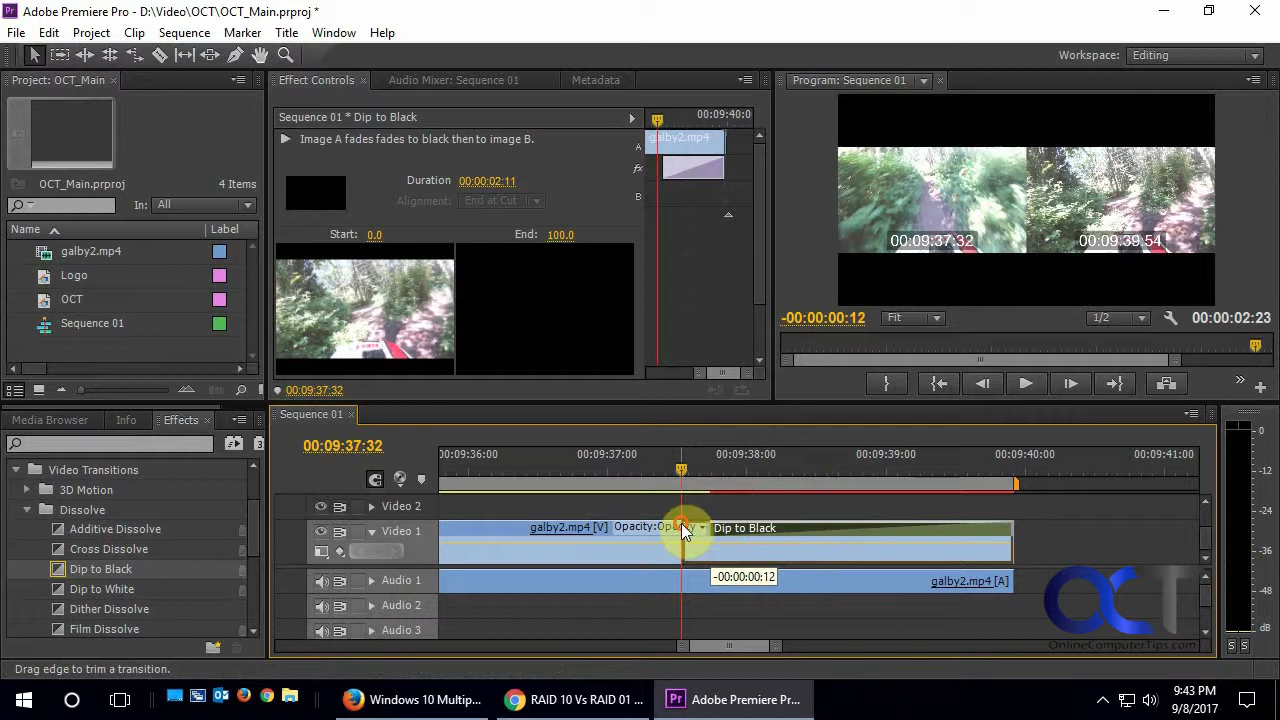 Adobe Premiere Pro - D:\Video\OCT\OCT_Main.prproj *
File Edit Project Clip Sequence Marker Title Window Help
Workspace: Editing
Project: OCT_Main
Effect Controls Audio Mixer: Sequence 01 Metadata
Program: Sequence 01
Sequence 01 * Dip to Black
00:09:40:0
Image A fades fades to black then to image B.
A galby2.mp4
fx
B
Duration 00:00:02:11
Alignment: End at Cut
Start: 0.0 End: 100.0
00:09:37:32
OCT_Main.prproj 4 Items
In: All
Name Label
galby2.mp4
Logo
OCT
Sequence 01
00:09:37:32 00:09:39:54
-00:00:00:12 Fit 1/2 00:00:02:23
Media Browser Info Effects
Video Transitions
3D Motion
Dissolve
Additive Dissolve
Cross Dissolve
Dip to Black
Dip to White
Dither Dissolve
Film Dissolve
Sequence 01
00:09:37:32
00:09:36:00 00:09:37:00 00:09:38:00 00:09:39:00 00:09:40:00 00:09:41:00
Video 2
Video 1
galby2.mp4 [V] Dip to Black
-00:00:00:12
Audio 1 galby2.mp4 [A]
Audio 2
Audio 3
0
-12
-24
-36
-48
dB
S S
OCT
OnlineComputerTips.com
Drag edge to trim a transition.
Windows 10 Multip...
RAID 10 Vs RAID 01 ...
Adobe Premiere Pr...
9:43 PM
9/8/2017